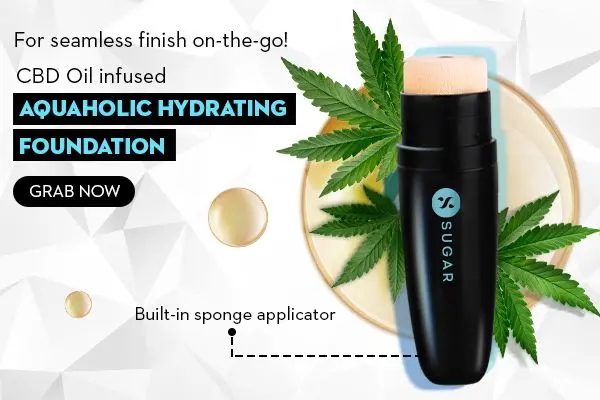 For seamless finish on-the-go!
CBD Oil infused
AQUAHOLIC HYDRATING
FOUNDATION
GRAB NOW
SUGAR
Built-in sponge applicator